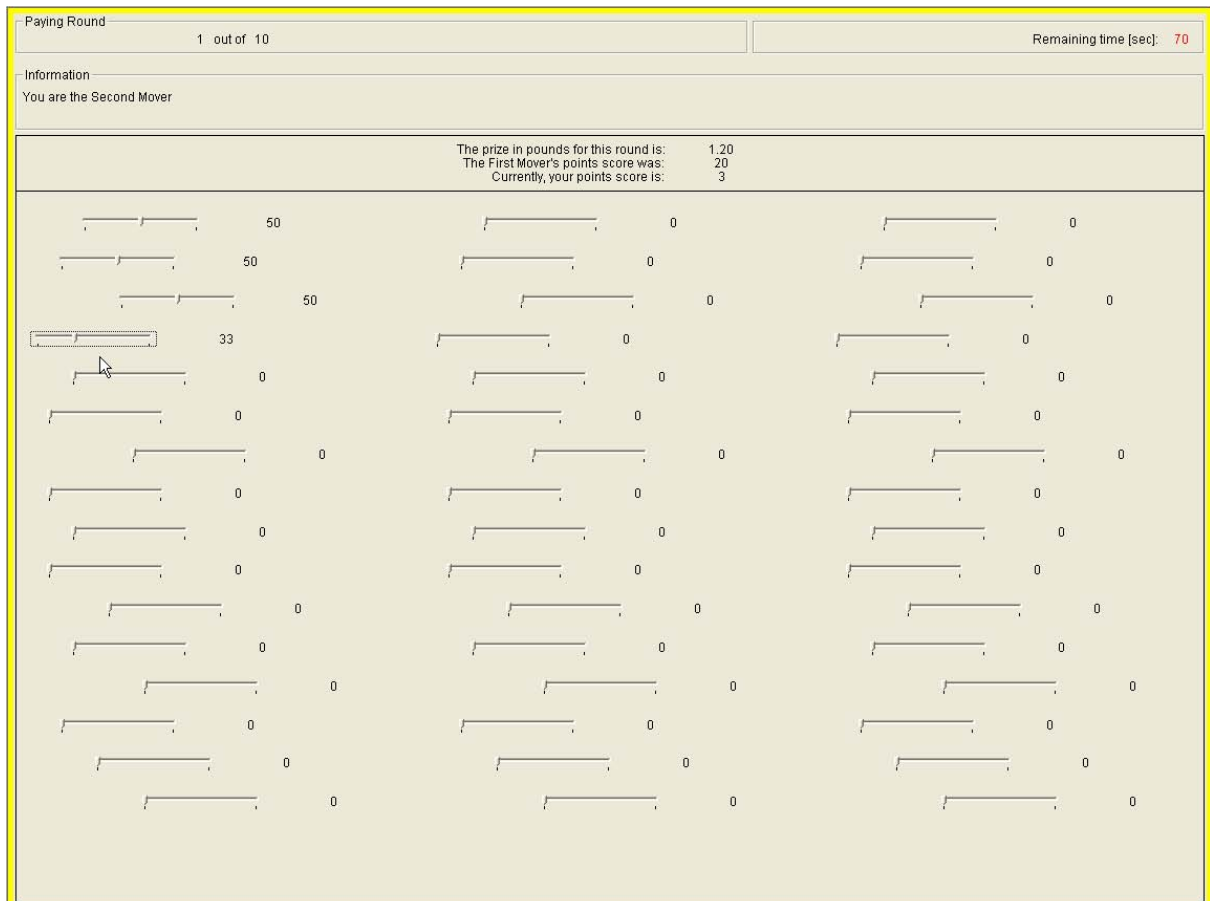 Paying Round
1 out of 10
Remaining time [sec]: 70
Information
You are the Second Mover
The prize in pounds for this round is: 1.20
The First Mover's points score was: 20
Currently, your points score is: 3
50 0 0
50 0 0
50 0 0
33 0 0
0 0 0
0 0 0
0 0 0
0 0 0
0 0 0
0 0 0
0 0 0
0 0 0
0 0 0
0 0 0
0 0 0
0 0 0